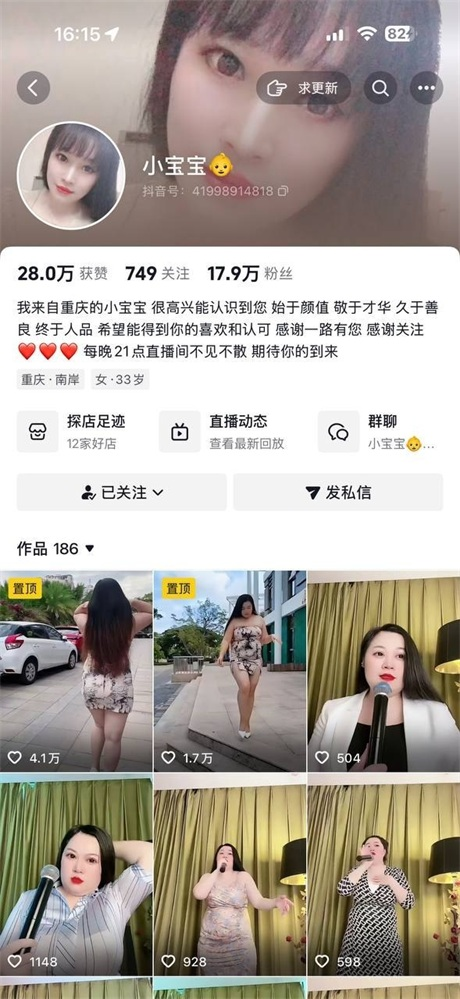 16:15
82
求更新
小宝宝👶
抖音号：41998914818
28.0万 获赞 749 关注 17.9万 粉丝
我来自重庆的小宝宝 很高兴能认识到您 始于颜值 敬于才华 久于善
良 终于人品 希望能得到你的喜欢和认可 感谢一路有您 感谢关注
❤️❤️❤️ 每晚21点直播间不见不散 期待你的到来
重庆·南岸 女·33岁
探店足迹 直播动态 群聊
12家好店 查看最新回放 小宝宝👶...
已关注 发私信
作品 186
置顶 置顶
4.1万 1.7万 504
1148 928 598